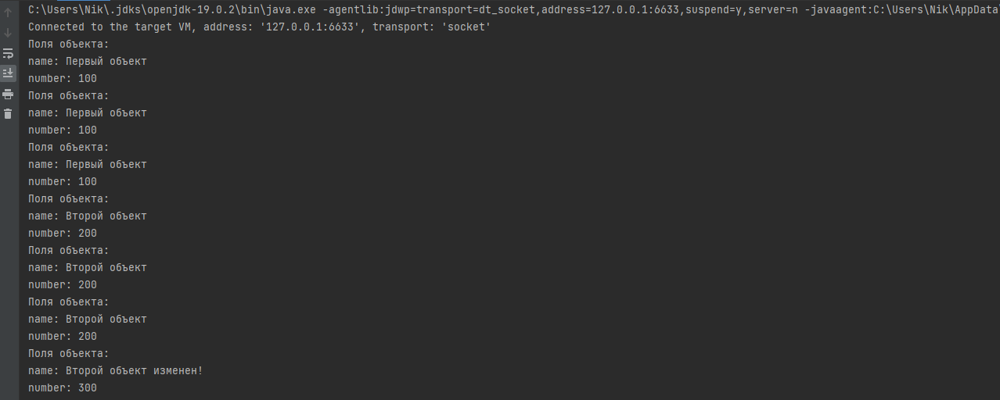 C:\Users\Nik\.jdks\openjdk-19.0.2\bin\java.exe -agentlib:jdwp=transport=dt_socket,address=127.0.0.1:6633,suspend=y,server=n -javaagent:C:\Users\Nik\AppData
Connected to the target VM, address: '127.0.0.1:6633', transport: 'socket'
Поля объекта:
name: Первый объект
number: 100
Поля объекта:
name: Первый объект
number: 100
Поля объекта:
name: Первый объект
number: 100
Поля объекта:
name: Второй объект
number: 200
Поля объекта:
name: Второй объект
number: 200
Поля объекта:
name: Второй объект
number: 200
Поля объекта:
name: Второй объект изменен!
number: 300